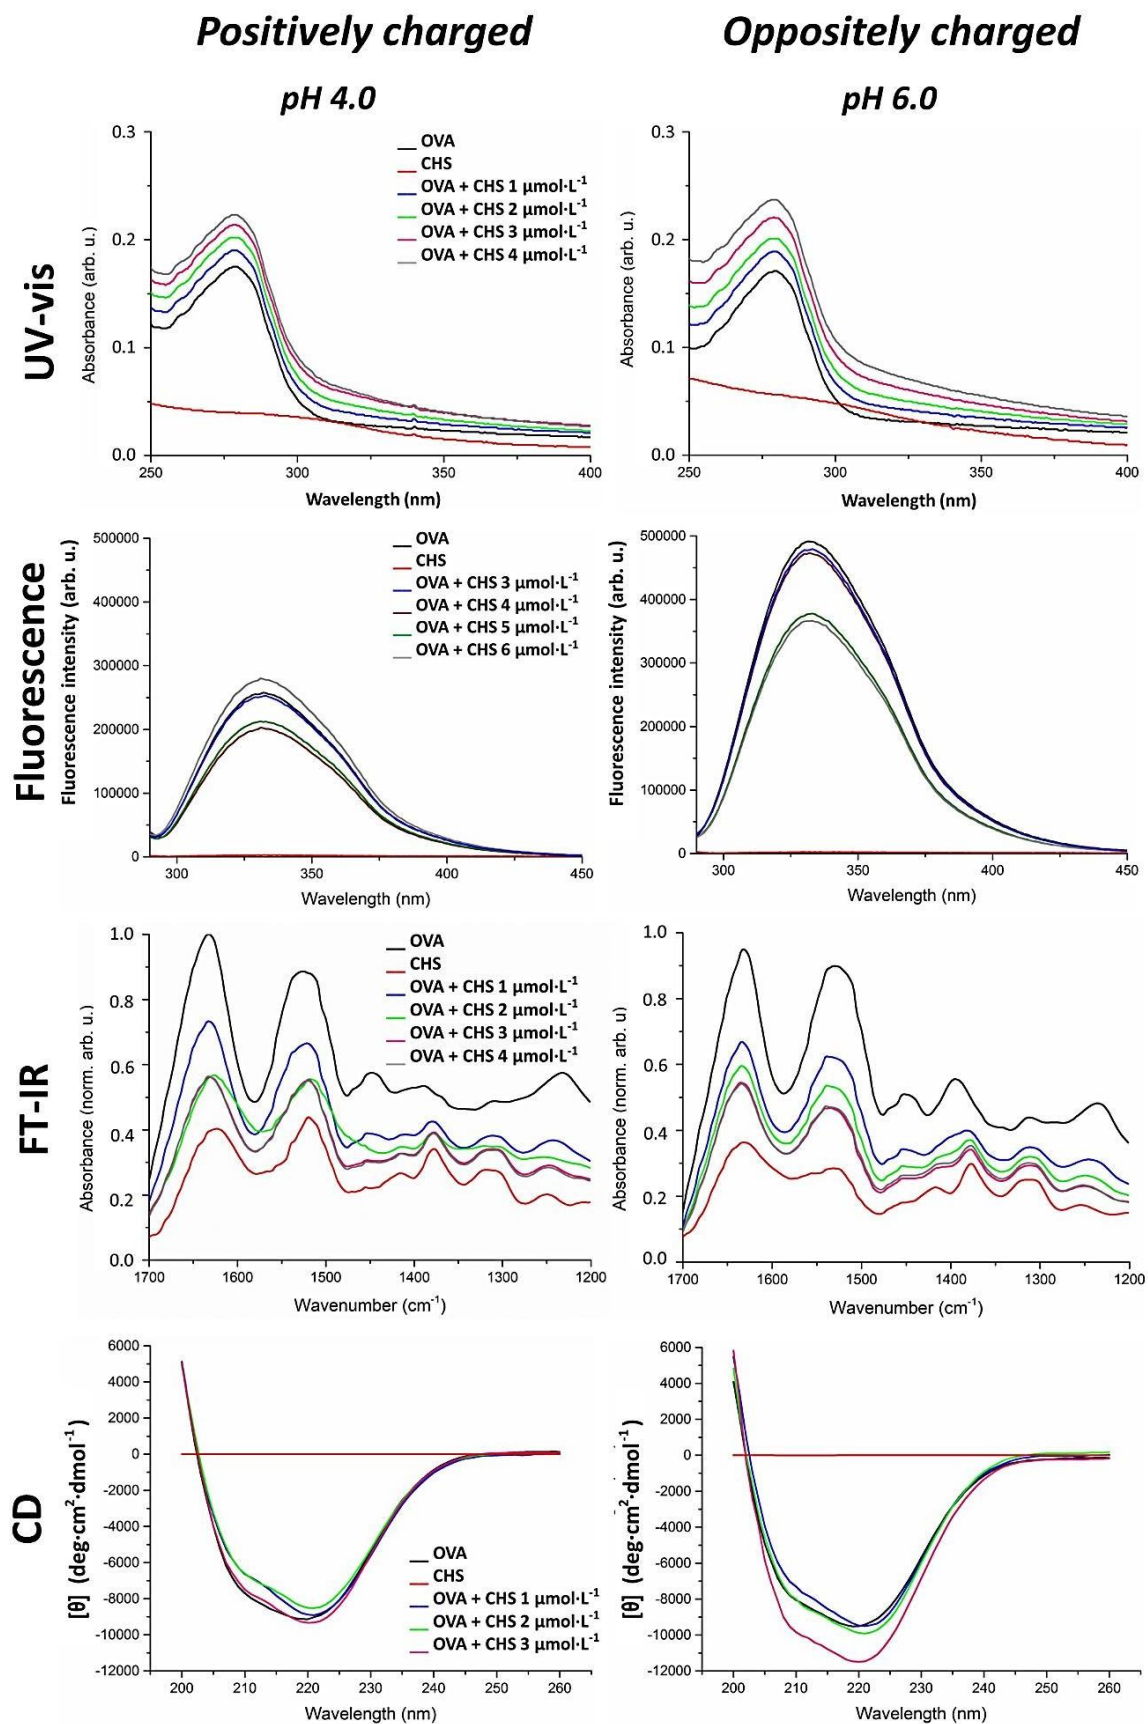 Positively charged
Oppositely charged
pH 4.0
pH 6.0
UV-vis
Absorbance (arb. u.)
0.3
0.2
0.1
0.0
250 300 350 400
Wavelength (nm)
OVA
CHS
OVA + CHS 1 µmol·L⁻¹
OVA + CHS 2 µmol·L⁻¹
OVA + CHS 3 µmol·L⁻¹
OVA + CHS 4 µmol·L⁻¹
Absorbance (arb. u.)
0.3
0.2
0.1
0.0
250 300 350 400
Wavelength (nm)
Fluorescence
Fluorescence intensity (arb. u.)
500000
400000
300000
200000
100000
0
300 350 400 450
Wavelength (nm)
OVA
CHS
OVA + CHS 3 µmol·L⁻¹
OVA + CHS 4 µmol·L⁻¹
OVA + CHS 5 µmol·L⁻¹
OVA + CHS 6 µmol·L⁻¹
Fluorescence intensity (arb. u.)
500000
400000
300000
200000
100000
0
300 350 400 450
Wavelength (nm)
FT-IR
Absorbance (norm. arb. u)
1.0
0.8
0.6
0.4
0.2
0.0
1700 1600 1500 1400 1300 1200
Wavenumber (cm⁻¹)
OVA
CHS
OVA + CHS 1 µmol·L⁻¹
OVA + CHS 2 µmol·L⁻¹
OVA + CHS 3 µmol·L⁻¹
OVA + CHS 4 µmol·L⁻¹
Absorbance (norm. arb. u)
1.0
0.8
0.6
0.4
0.2
0.0
1700 1600 1500 1400 1300 1200
Wavenumber (cm⁻¹)
CD
[θ] (deg·cm²·dmol⁻¹)
6000
4000
2000
0
-2000
-4000
-6000
-8000
-10000
-12000
200 210 220 230 240 250 260
Wavelength (nm)
OVA
CHS
OVA + CHS 1 µmol·L⁻¹
OVA + CHS 2 µmol·L⁻¹
OVA + CHS 3 µmol·L⁻¹
[θ] (deg·cm²·dmol⁻¹)
6000
4000
2000
0
-2000
-4000
-6000
-8000
-10000
-12000
200 210 220 230 240 250 260
Wavelength (nm)